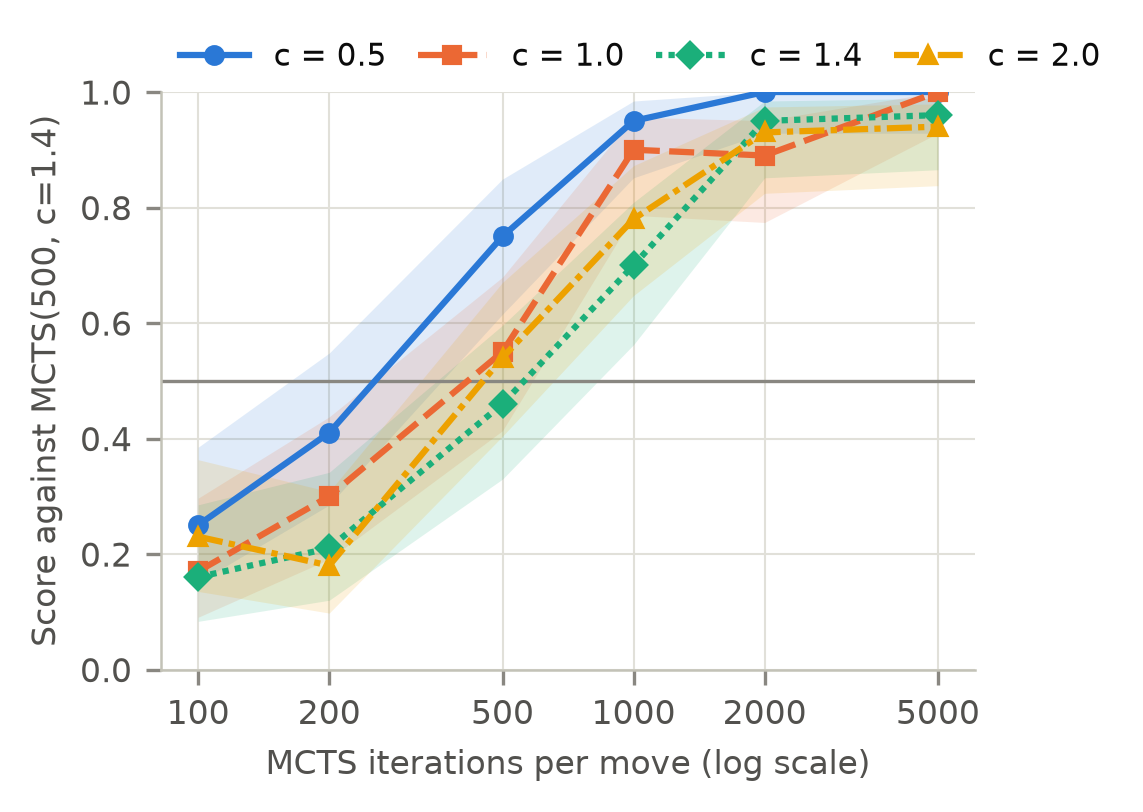 c = 0.5 c = 1.0 c = 1.4 c = 2.0
Score against MCTS(500, c=1.4)
1.0
0.8
0.6
0.4
0.2
0.0
100 200 500 1000 2000 5000
MCTS iterations per move (log scale)